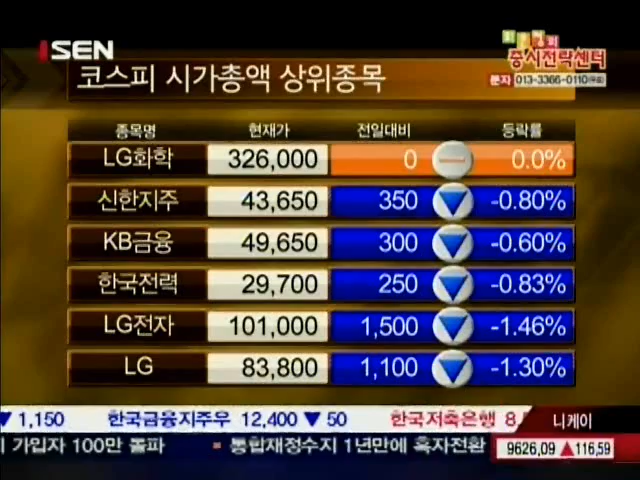 SEN
증시전략센터
문자 013-3366-0110
코스피 시가총액 상위종목
종목명 현재가 전일대비 등락률
LG화학 326,000 0 0.0%
신한지주 43,650 350 ▼ -0.80%
KB금융 49,650 300 ▼ -0.60%
한국전력 29,700 250 ▼ -0.83%
LG전자 101,000 1,500 ▼ -1.46%
LG 83,800 1,100 ▼ -1.30%
▼ 1,150 한국금융지주우 12,400 ▼ 50 한국저축은행 8 니케이
가입자 100만 돌파 통합재정수지 1년만에 흑자전환 9626,09 ▲116,59